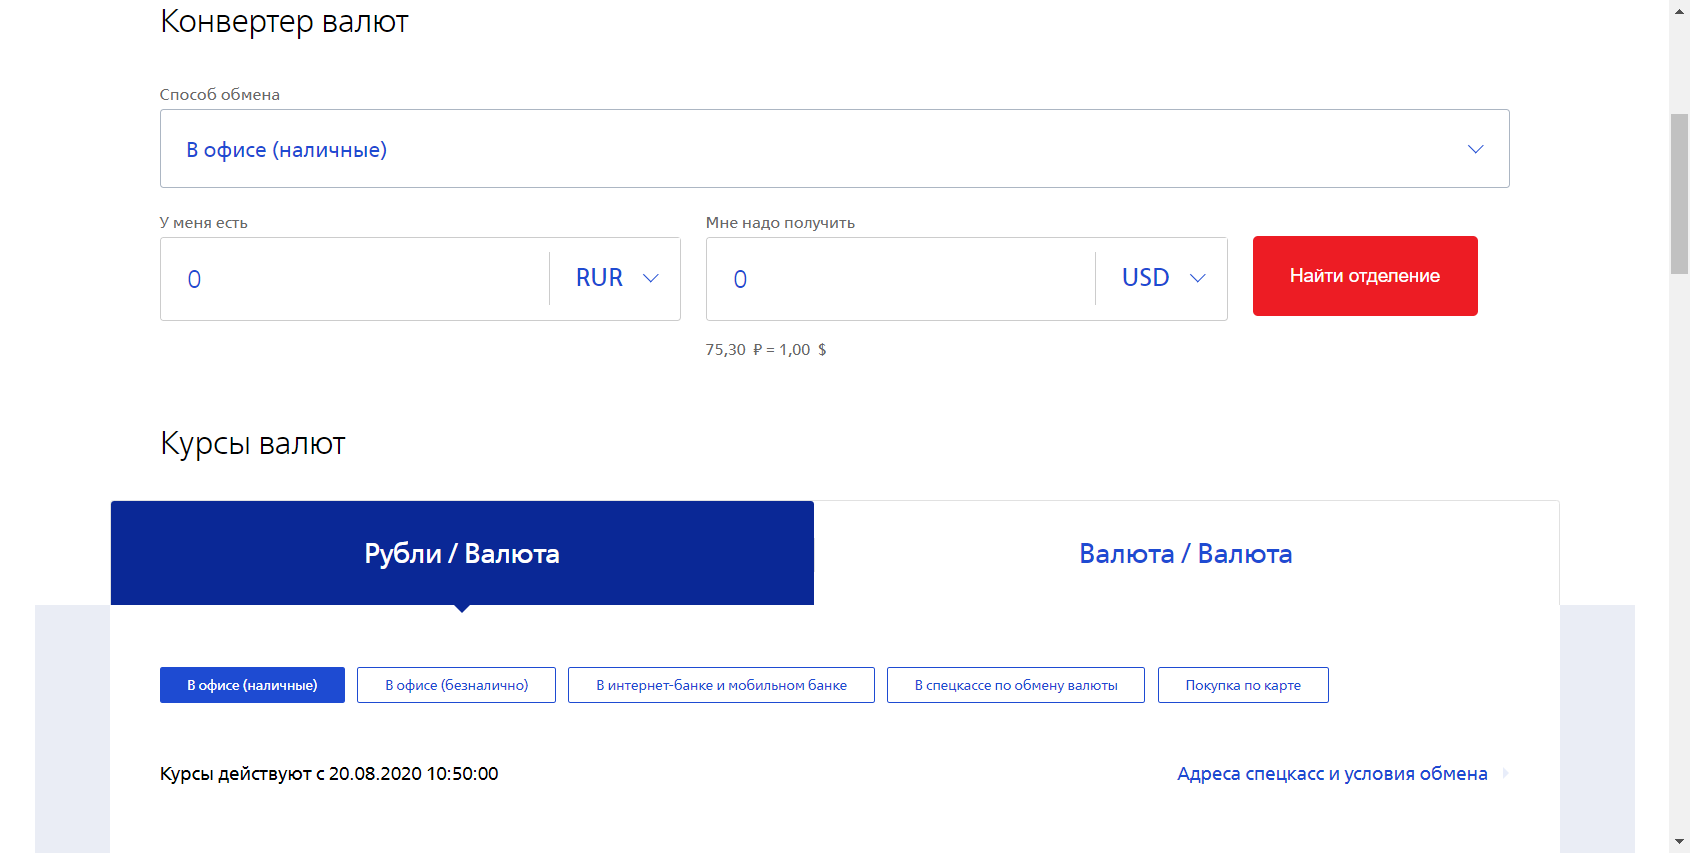 Конвертер валют
Способ обмена
В офисе (наличные)
У меня есть
Мне надо получить
0 RUR
0 USD
Найти отделение
75,30 ₽ = 1,00 $
Курсы валют
Рубли / Валюта
Валюта / Валюта
В офисе (наличные)
В офисе (безналично)
В интернет-банке и мобильном банке
В спецкассе по обмену валюты
Покупка по карте
Курсы действуют с 20.08.2020 10:50:00
Адреса спецкасс и условия обмена